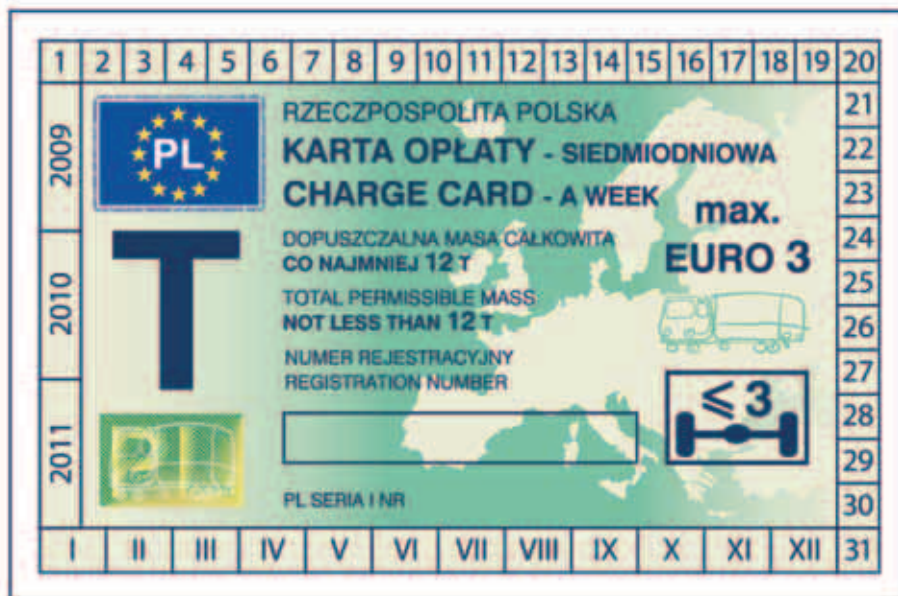 1 2 3 4 5 6 7 8 9 10 11 12 13 14 15 16 17 18 19 20
21
22
23
24
25
26
27
28
29
30
31
2009
2010
2011
PL
RZECZPOSPOLITA POLSKA
KARTA OPŁATY - SIEDMIODNIOWA
CHARGE CARD - A WEEK
max.
EURO 3
T
DOPUSZCZALNA MASA CAŁKOWITA
CO NAJMNIEJ 12 T
TOTAL PERMISSIBLE MASS
NOT LESS THAN 12 T
NUMER REJESTRACYJNY
REGISTRATION NUMBER
≤ 3
2
PL SERIA I NR
I II III IV V VI VII VIII IX X XI XII